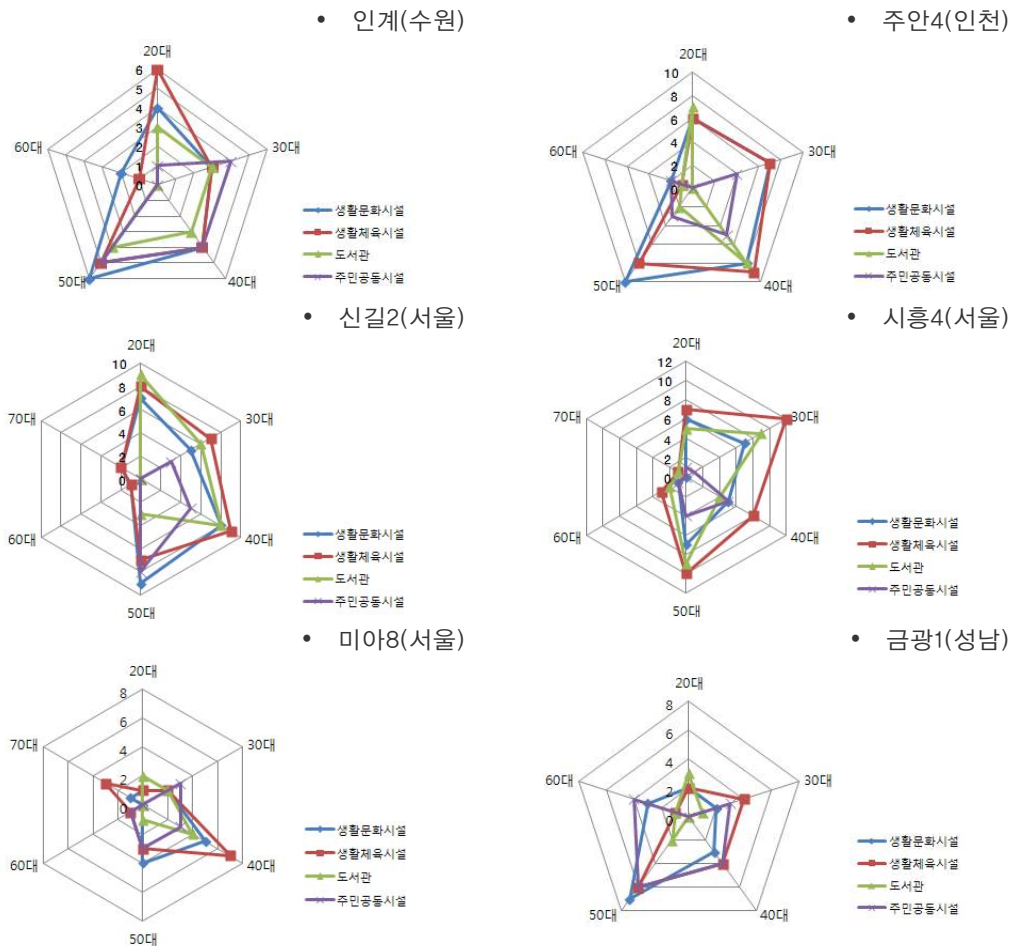 • 인계(수원)
20대
6
5
4
3
2
1
0
30대
40대
50대
60대
생활문화시설
생활체육시설
도서관
주민공동시설
• 주안4(인천)
20대
10
8
6
4
2
0
30대
40대
50대
60대
생활문화시설
생활체육시설
도서관
주민공동시설
• 신길2(서울)
20대
10
8
6
4
2
0
30대
40대
50대
60대
70대
생활문화시설
생활체육시설
도서관
주민공동시설
• 시흥4(서울)
20대
12
10
8
6
4
2
0
30대
40대
50대
60대
70대
생활문화시설
생활체육시설
도서관
주민공동시설
• 미아8(서울)
20대
8
6
4
2
0
30대
40대
50대
60대
70대
생활문화시설
생활체육시설
도서관
주민공동시설
• 금광1(성남)
20대
8
6
4
2
0
30대
40대
50대
60대
생활문화시설
생활체육시설
도서관
주민공동시설